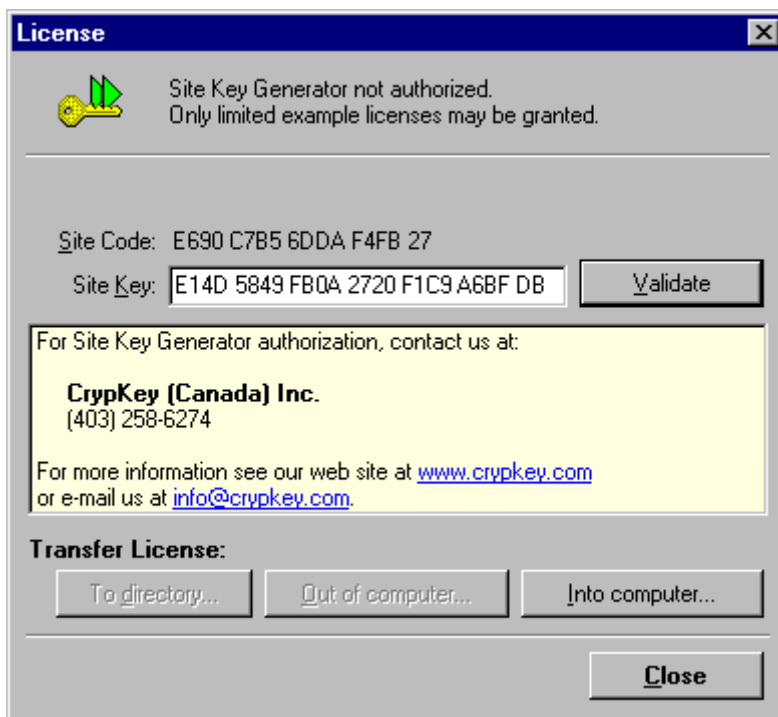 License
Site Key Generator not authorized.
Only limited example licenses may be granted.
Site Code: E690 C7B5 6DDA F4FB 27
Site Key: E14D 5849 FB0A 2720 F1C9 A6BF DB
Validate
For Site Key Generator authorization, contact us at:
CrypKey (Canada) Inc.
(403) 258-6274
For more information see our web site at www.crypkey.com
or e-mail us at info@crypkey.com.
Transfer License:
To directory... Out of computer... Into computer...
Close